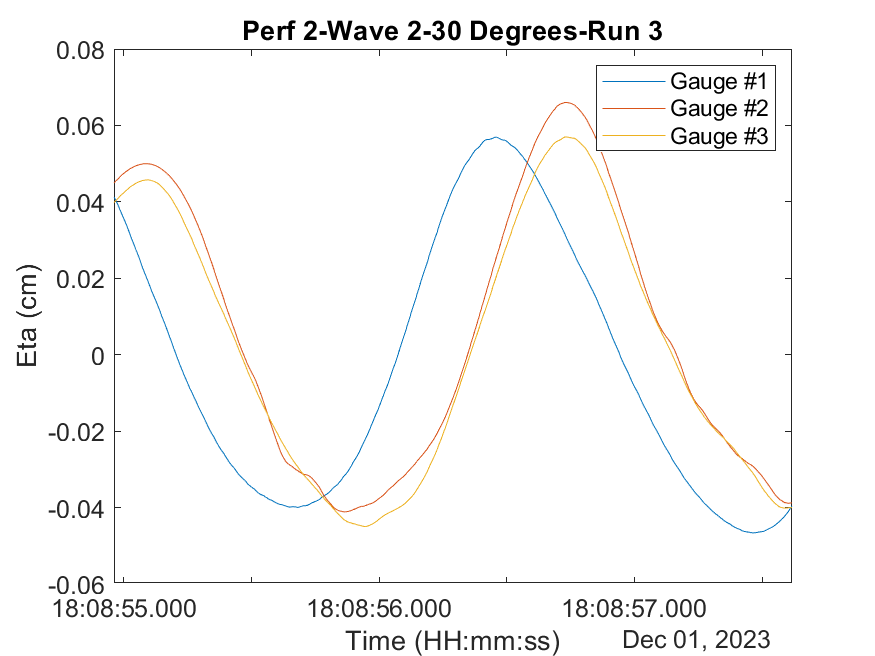 Perf 2-Wave 2-30 Degrees-Run 3
0.08
0.06
0.04
0.02
0
-0.02
-0.04
-0.06
Eta (cm)
Gauge #1
Gauge #2
Gauge #3
18:08:55.000 18:08:56.000 18:08:57.000
Time (HH:mm:ss) Dec 01, 2023